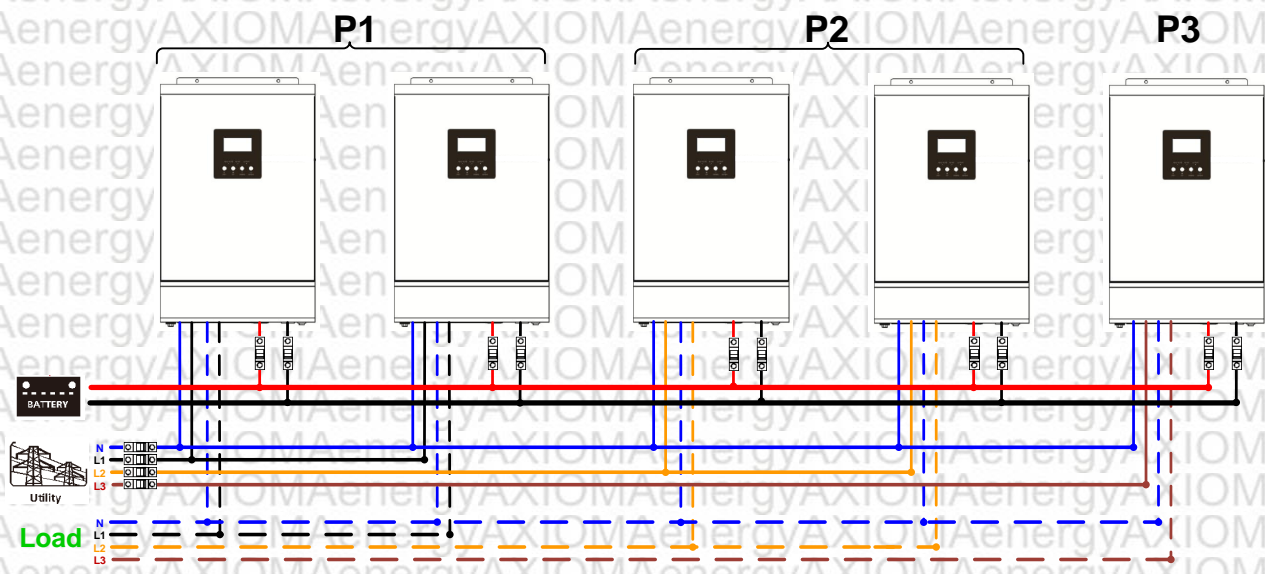 P1 P2 P3
BATTERY
N
L1
L2
L3
Utility
Load
N
L1
L2
L3
AenergyAXIOMAenergyAXIOMAenergyAXIOMAenergyAXIOM